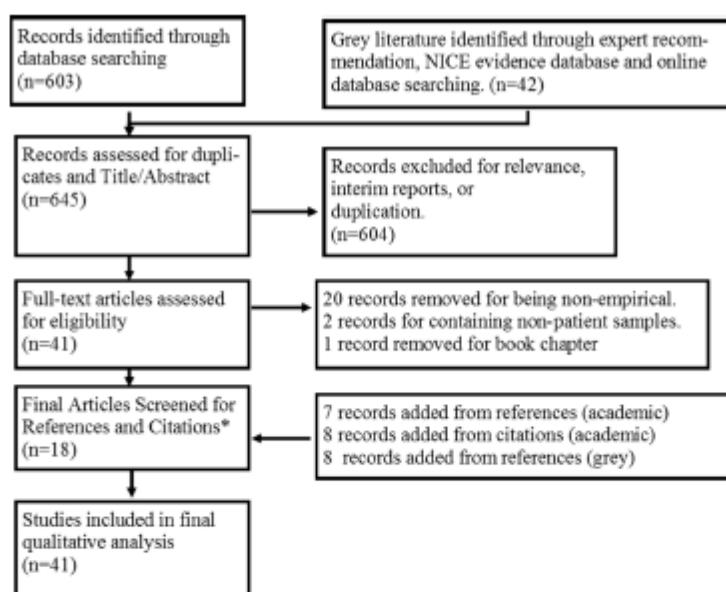 Records identified through
database searching
(n=603)
Grey literature identified through expert recom-
mendation, NICE evidence database and online
database searching. (n=42)
Records assessed for dupli-
cates and Title/Abstract
(n=645)
Records excluded for relevance,
interim reports, or
duplication.
(n=604)
Full-text articles assessed
for eligibility
(n=41)
20 records removed for being non-empirical.
2 records for containing non-patient samples.
1 record removed for book chapter
Final Articles Screened for
References and Citations*
(n=18)
7 records added from references (academic)
8 records added from citations (academic)
8 records added from references (grey)
Studies included in final
qualitative analysis
(n=41)